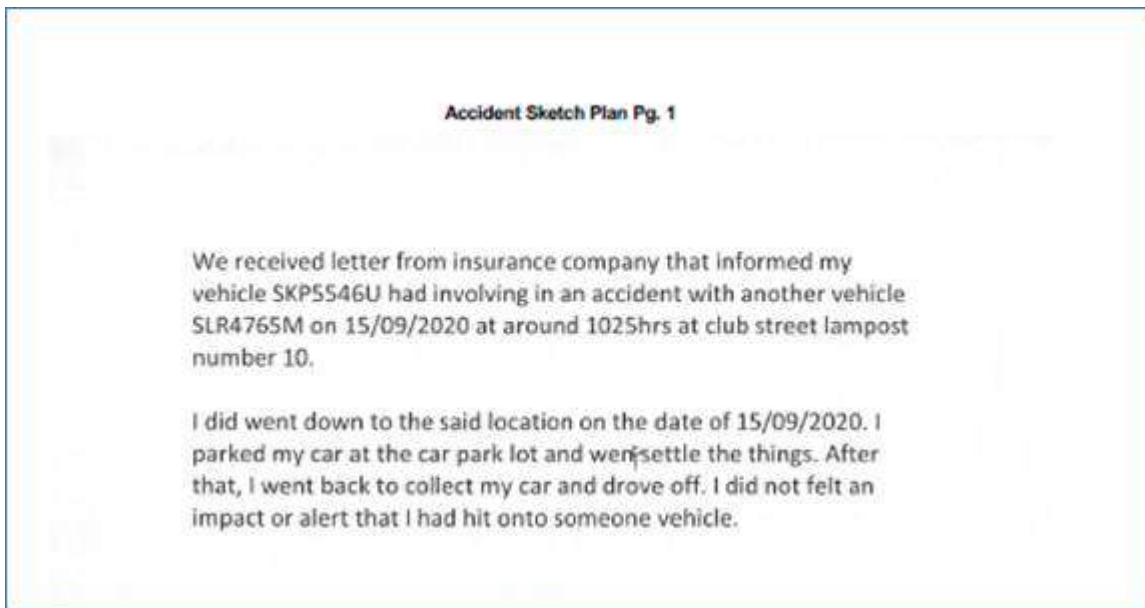 Accident Sketch Plan Pg. 1
We received letter from insurance company that informed my
vehicle SKP5546U had involving in an accident with another vehicle
SLR4765M on 15/09/2020 at around 1025hrs at club street lampost
number 10.
I did went down to the said location on the date of 15/09/2020. I
parked my car at the car park lot and went settle the things. After
that, I went back to collect my car and drove off. I did not felt an
impact or alert that I had hit onto someone vehicle.